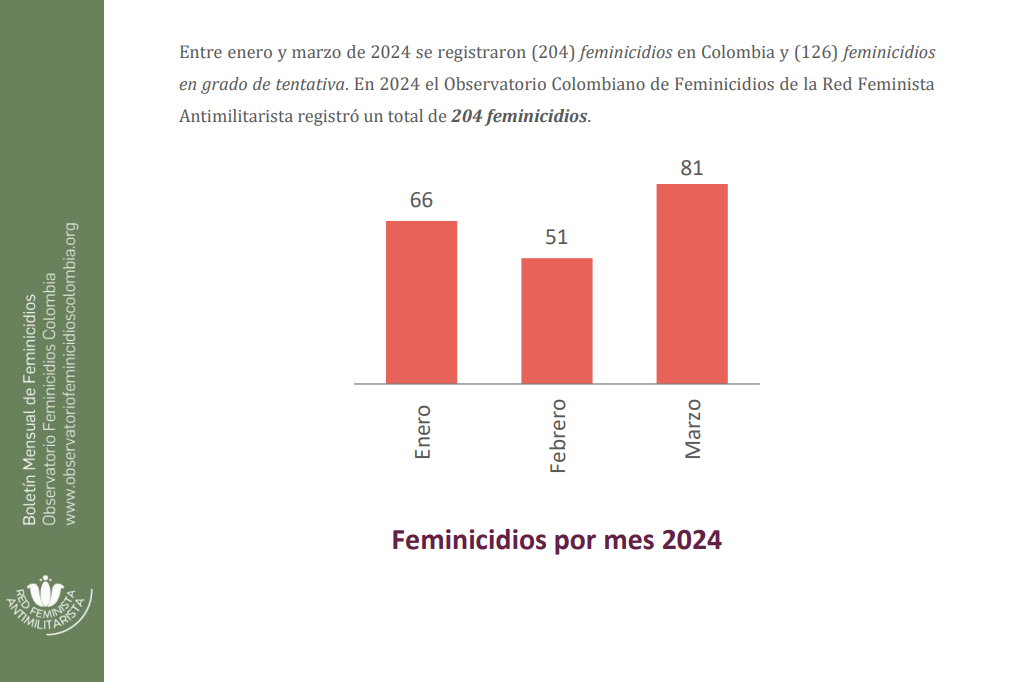 Entre enero y marzo de 2024 se registraron (204) feminicidios en Colombia y (126) feminicidios
en grado de tentativa. En 2024 el Observatorio Colombiano de Feminicidios de la Red Feminista
Antimilitarista registró un total de 204 feminicidios.
66
51
81
Enero
Febrero
Marzo
Feminicidios por mes 2024
Boletín Mensual de Feminicidios
Observatorio Feminicidios Colombia
www.observatoriofeminicidioscolombia.org
RED FEMINISTA
ANTIMILITARISTA